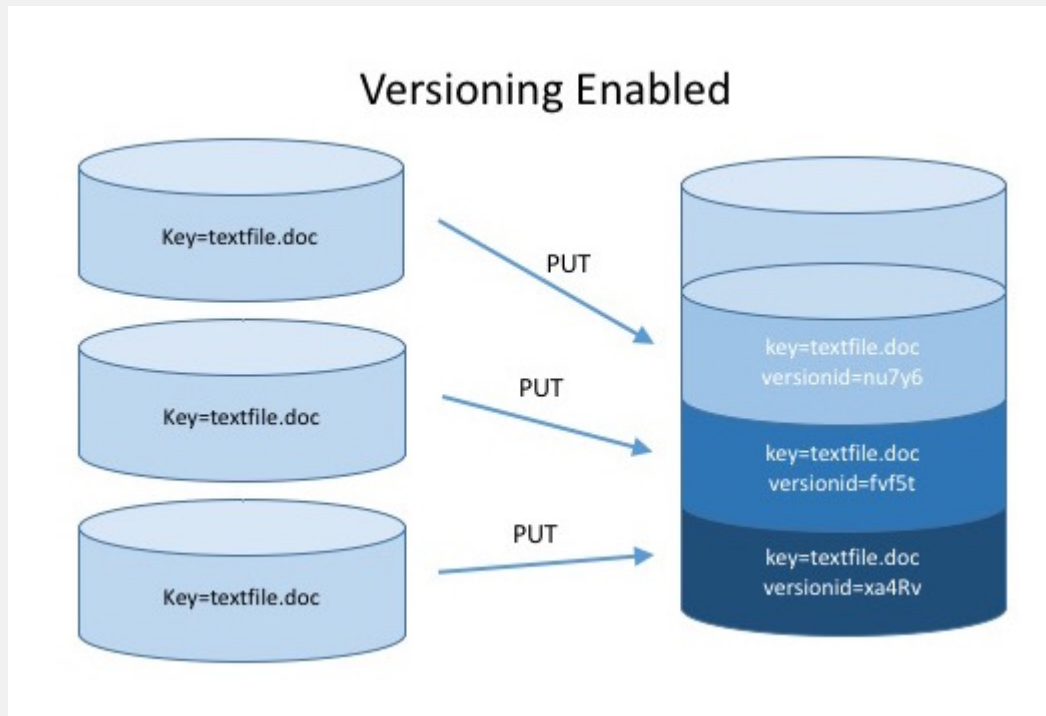 Versioning Enabled
Key=textfile.doc
PUT
key=textfile.doc
versionid=nu7y6
Key=textfile.doc
PUT
key=textfile.doc
versionid=fvf5t
Key=textfile.doc
PUT
key=textfile.doc
versionid=xa4Rv